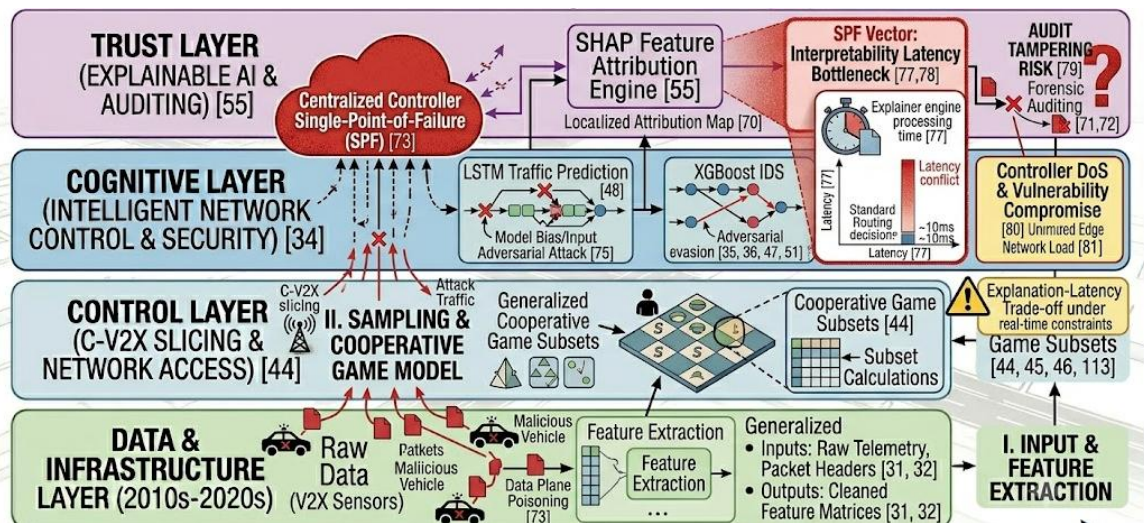 TRUST LAYER
(EXPLAINABLE AI &
AUDITING) [55]
Centralized Controller
Single-Point-of-Failure
(SPF) [73]
SHAP Feature
Attribution
Engine [55]
Localized Attribution Map [70]
SPF Vector:
Interpretability Latency
Bottleneck [77,78]
Explainer engine
processing
time [77]
Latency
conflict
Latency [77]
Standard
Routing
decision:
~10ms
~10ms
Latency [77]
AUDIT
TAMPERING
RISK [79]
Forensic
Auditing
[71,72]
?
COGNITIVE LAYER
(INTELLIGENT NETWORK
CONTROL & SECURITY) [34]
LSTM Traffic Prediction
[48]
Model Bias/Input
Adversarial Attack [75]
XGBoost IDS
Adversarial
evasion [35, 36, 47, 51]
Controller DoS
& Vulnerability
Compromise
[80]
Edge
Network Load [81]
CONTROL LAYER
(C-V2X SLICING &
NETWORK ACCESS) [44]
C-V2X
slicing
Attack
Traffic
II. SAMPLING &
COOPERATIVE
GAME MODEL
Generalized
Cooperative
Game Subsets
S
S
S
S
Cooperative Game
Subsets [44]
Subset
Calculations
Explanation-Latency
Trade-off under
real-time constraints
Game Subsets
[44, 45, 46, 113]
DATA &
INFRASTRUCTURE
LAYER (2010s-2020s)
Raw
Data
(V2X Sensors)
Patkets
Malicious
Vehicle
Malicious
Vehicle
Data Plane
Poisoning
[73]
Feature Extraction
Feature
Extraction
...
Generalized
• Inputs: Raw Telemetry,
Packet Headers [31, 32]
• Outputs: Cleaned
Feature Matrices [31, 32]
I. INPUT &
FEATURE
EXTRACTION